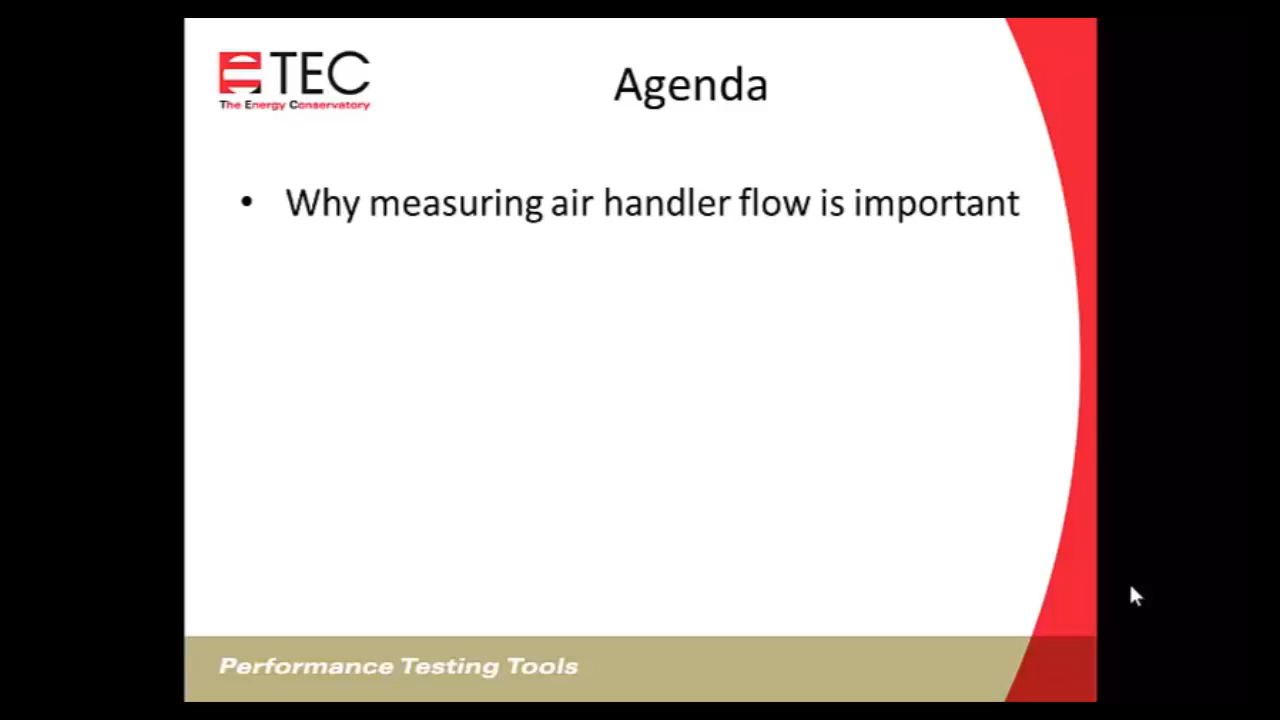 TEC
The Energy Conservatory
Agenda
• Why measuring air handler flow is important
Performance Testing Tools